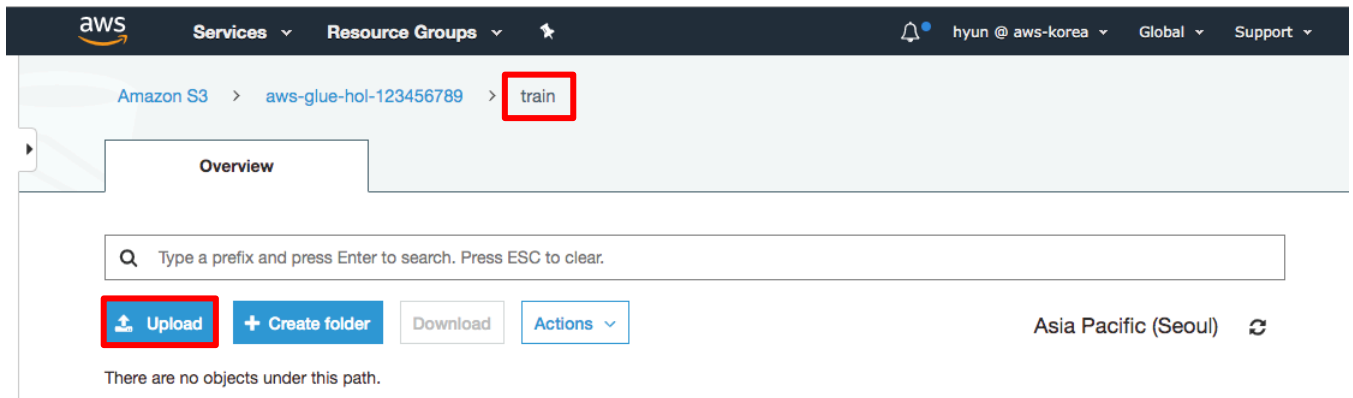 aws Services Resource Groups hyun @ aws-korea Global Support
Amazon S3 > aws-glue-hol-123456789 > train
Overview
Type a prefix and press Enter to search. Press ESC to clear.
Upload + Create folder Download Actions Asia Pacific (Seoul)
There are no objects under this path.